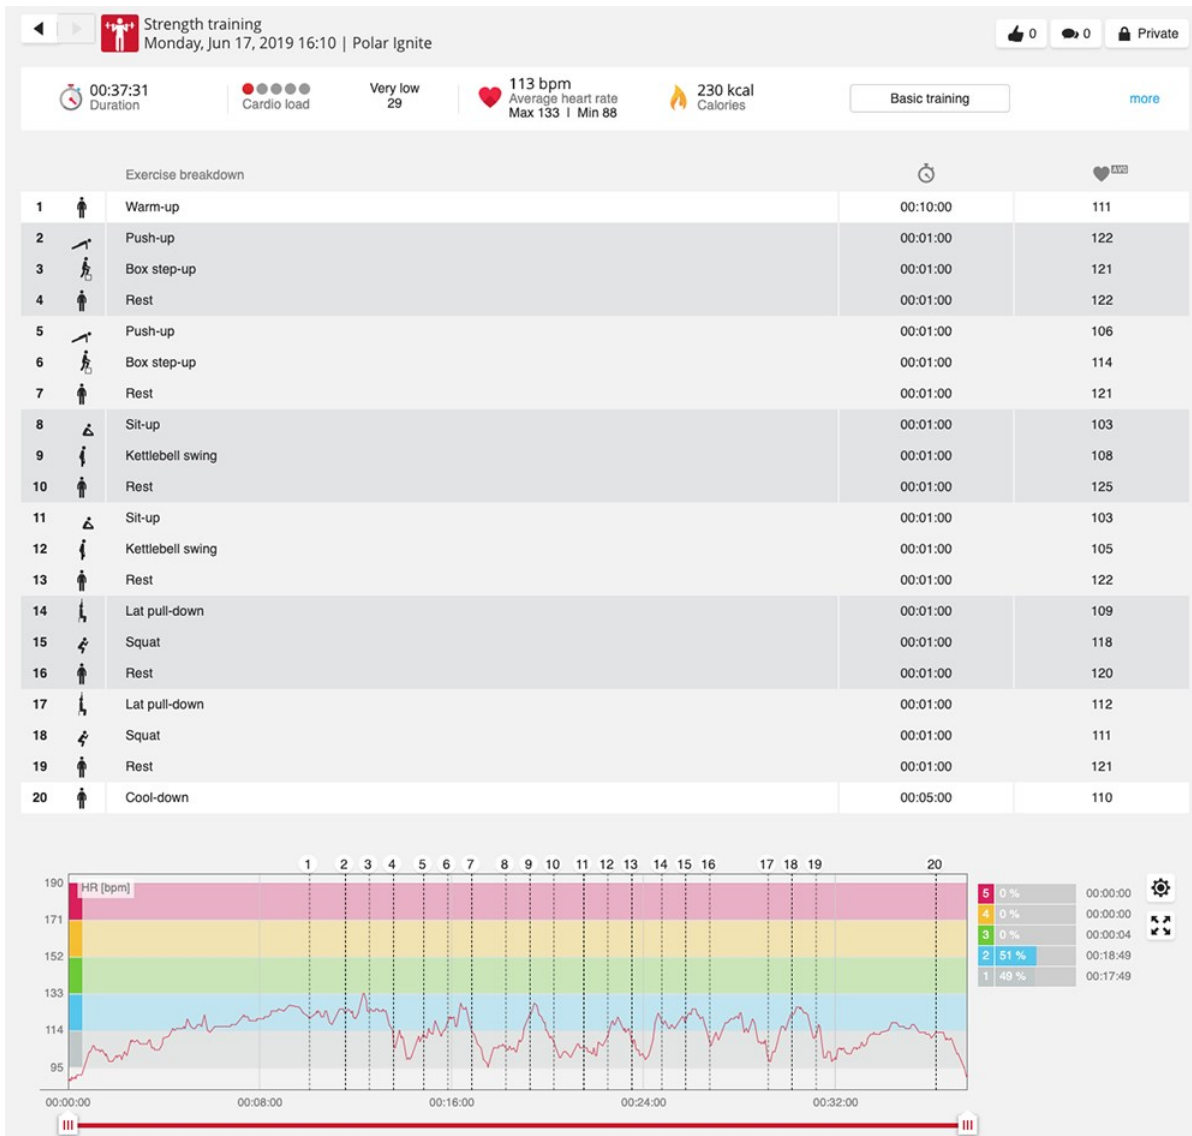 Strength training
Monday, Jun 17, 2019 16:10 | Polar Ignite
0 0 Private
00:37:31
Duration
Cardio load
Very low
29
113 bpm
Average heart rate
Max 133 | Min 88
230 kcal
Calories
Basic training
more
Exercise breakdown AVG
1 Warm-up 00:10:00 111
2 Push-up 00:01:00 122
3 Box step-up 00:01:00 121
4 Rest 00:01:00 122
5 Push-up 00:01:00 106
6 Box step-up 00:01:00 114
7 Rest 00:01:00 121
8 Sit-up 00:01:00 103
9 Kettlebell swing 00:01:00 108
10 Rest 00:01:00 125
11 Sit-up 00:01:00 103
12 Kettlebell swing 00:01:00 105
13 Rest 00:01:00 122
14 Lat pull-down 00:01:00 109
15 Squat 00:01:00 118
16 Rest 00:01:00 120
17 Lat pull-down 00:01:00 112
18 Squat 00:01:00 111
19 Rest 00:01:00 121
20 Cool-down 00:05:00 110
1 2 3 4 5 6 7 8 9 10 11 12 13 14 15 16 17 18 19 20
HR [bpm]
190
171
152
133
114
95
00:00:00 00:08:00 00:16:00 00:24:00 00:32:00
5 0 % 00:00:00
4 0 % 00:00:00
3 0 % 00:00:04
2 51 % 00:18:49
1 49 % 00:17:49